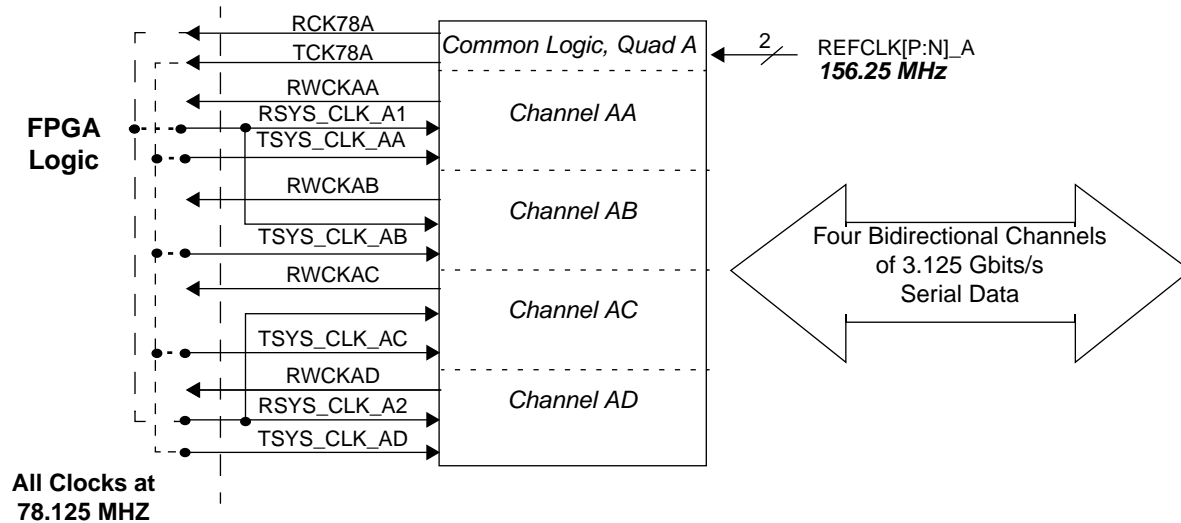 RCK78A
TCK78A
Common Logic, Quad A
2
REFCLK[P:N]_A
156.25 MHz
RWCKAA
RSYS_CLK_A1
TSYS_CLK_AA
Channel AA
FPGA
Logic
RWCKAB
TSYS_CLK_AB
Channel AB
RWCKAC
TSYS_CLK_AC
Channel AC
Four Bidirectional Channels
of 3.125 Gbits/s
Serial Data
RWCKAD
RSYS_CLK_A2
TSYS_CLK_AD
Channel AD
All Clocks at
78.125 MHZ